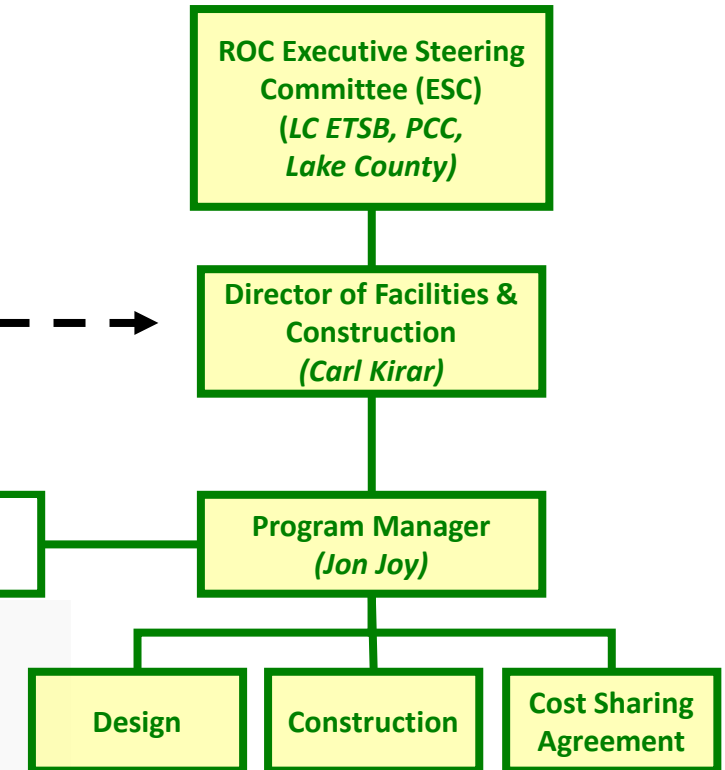 ROC Executive Steering
Committee (ESC)
(LC ETSB, PCC,
Lake County)
Director of Facilities &
Construction
(Carl Kirar)
Program Manager
(Jon Joy)
Design
Construction
Cost Sharing
Agreement